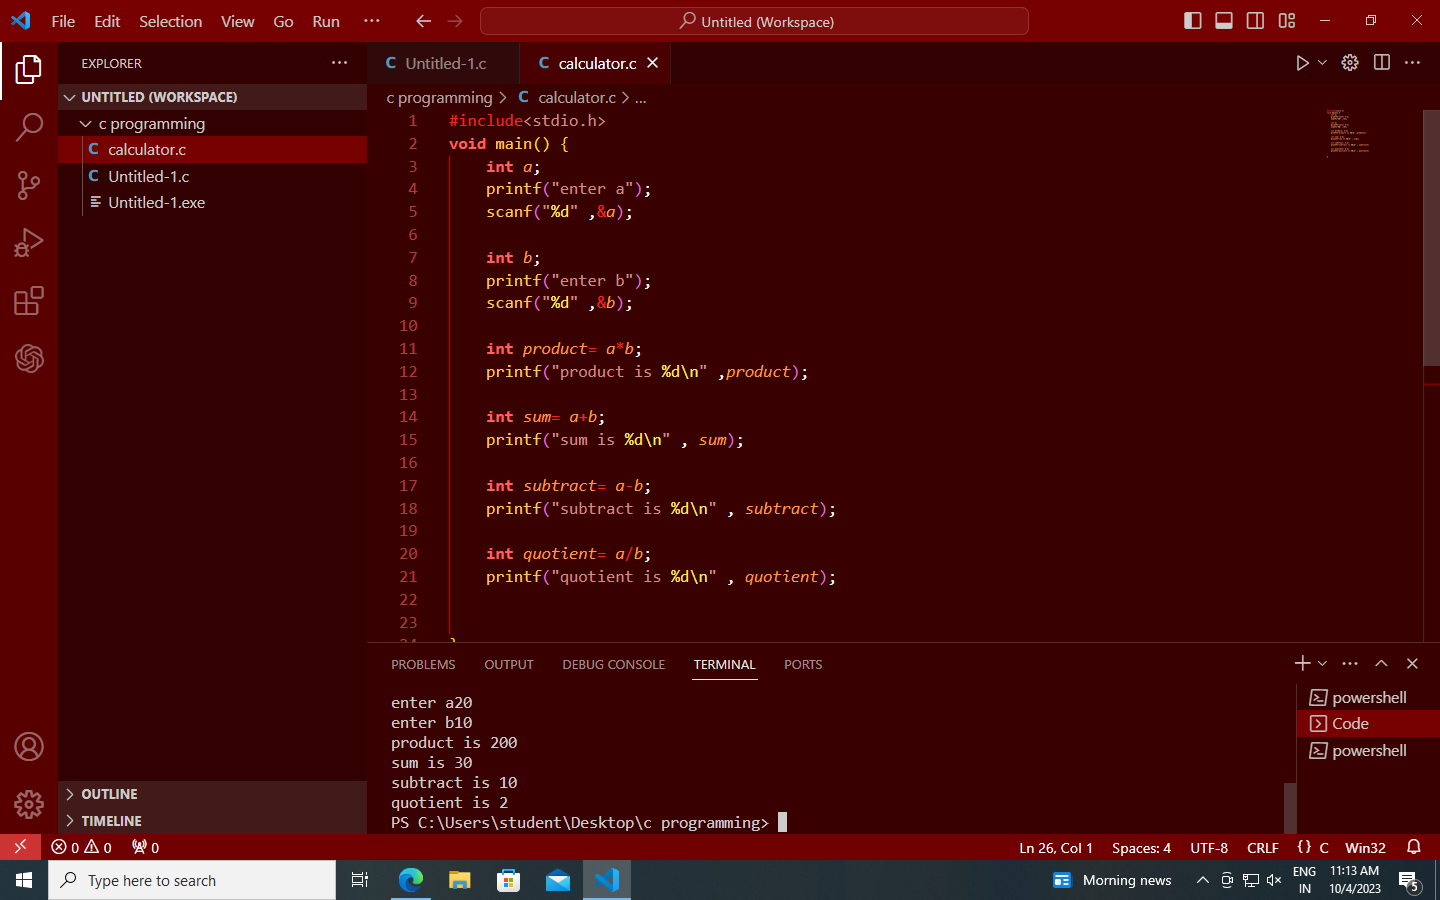 File Edit Selection View Go Run ···
Untitled (Workspace)
EXPLORER
Untitled-1.c
calculator.c
UNTITLED (WORKSPACE)
c programming
calculator.c
Untitled-1.c
Untitled-1.exe
c programming > C calculator.c > ...
1 #include<stdio.h>
2 void main() {
3 int a;
4 printf("enter a");
5 scanf("%d" ,&a);
6
7 int b;
8 printf("enter b");
9 scanf("%d" ,&b);
10
11 int product= a*b;
12 printf("product is %d\n" ,product);
13
14 int sum= a+b;
15 printf("sum is %d\n" , sum);
16
17 int subtract= a-b;
18 printf("subtract is %d\n" , subtract);
19
20 int quotient= a/b;
21 printf("quotient is %d\n" , quotient);
22
23
OUTLINE
TIMELINE
PROBLEMS OUTPUT DEBUG CONSOLE TERMINAL PORTS
enter a20
enter b10
product is 200
sum is 30
subtract is 10
quotient is 2
PS C:\Users\student\Desktop\c programming>
powershell
Code
powershell
0 0 0
Ln 26, Col 1 Spaces: 4 UTF-8 CRLF {} C Win32
Type here to search
Morning news
ENG
IN
11:13 AM
10/4/2023
5